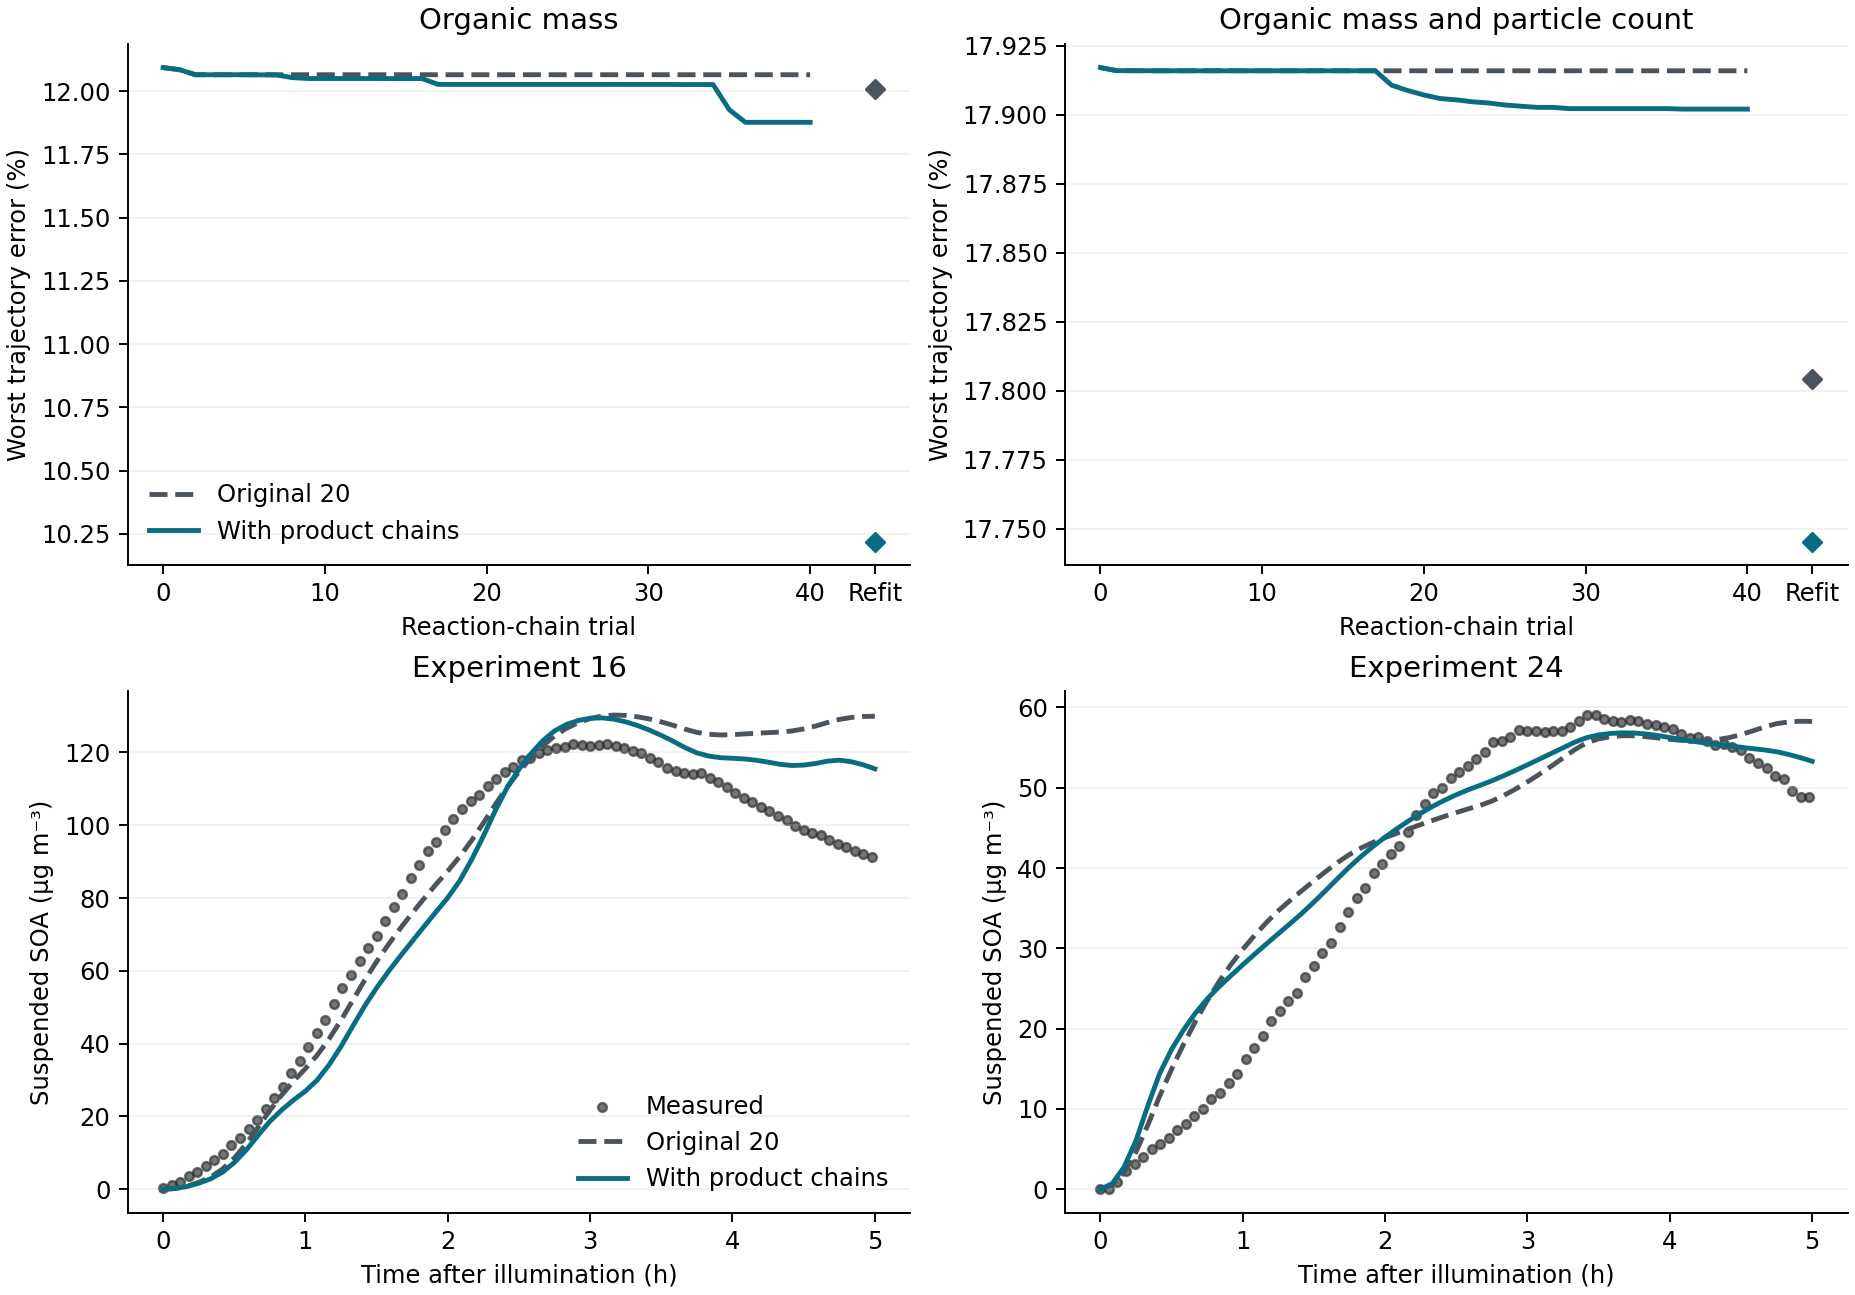 Organic mass
Worst trajectory error (%)
12.00
11.75
11.50
11.25
11.00
10.75
10.50
10.25
Original 20
With product chains
0
10
20
30
40
Refit
Reaction-chain trial
Organic mass and particle count
Worst trajectory error (%)
17.925
17.900
17.875
17.850
17.825
17.800
17.775
17.750
0
10
20
30
40
Refit
Reaction-chain trial
Experiment 16
Suspended SOA (µg m⁻³)
120
100
80
60
40
20
0
Measured
Original 20
With product chains
0
1
2
3
4
5
Time after illumination (h)
Experiment 24
Suspended SOA (µg m⁻³)
60
50
40
30
20
10
0
0
1
2
3
4
5
Time after illumination (h)